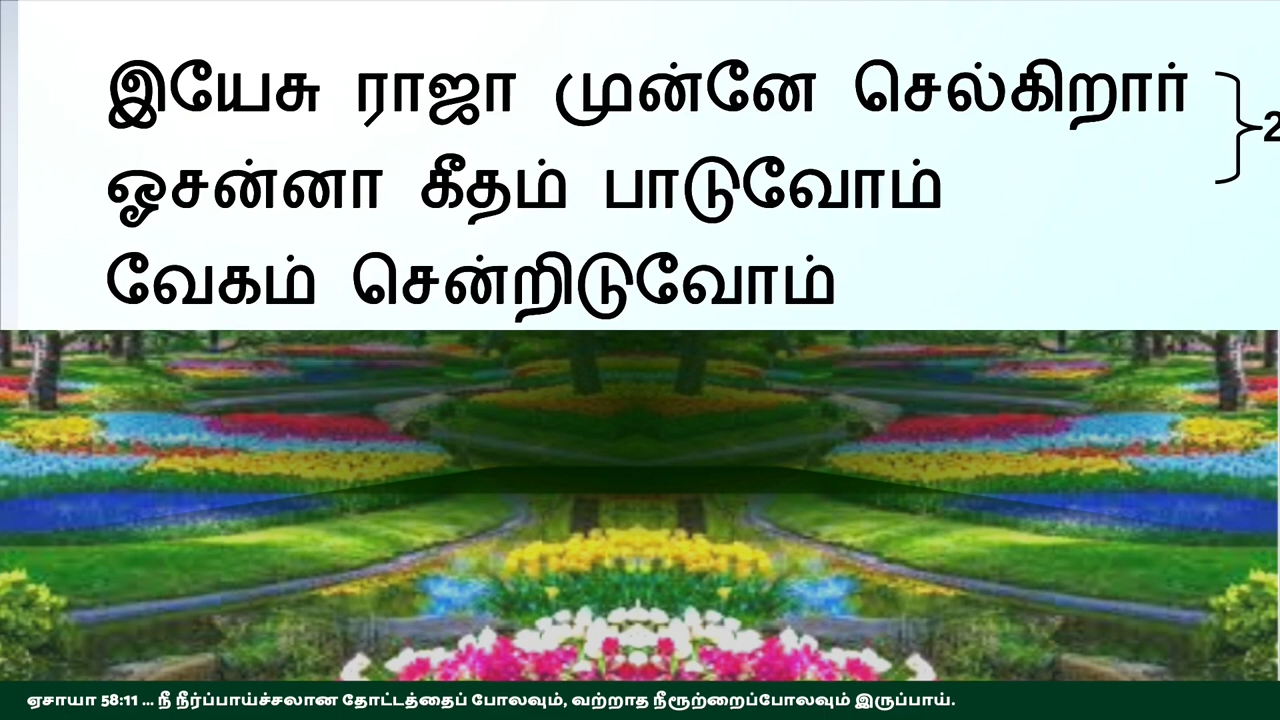 இயேசு ராஜா முன்னே செல்கிறார்
ஓசன்னா கீதம் பாடுவோம்
வேகம் சென்றிடுவோம்
2
ஏசாயா 58:11 ... நீ நீர்ப்பாய்ச்சலான தோட்டத்தைப் போலவும், வற்றாத நீரூற்றைப்போலவும் இருப்பாய்.